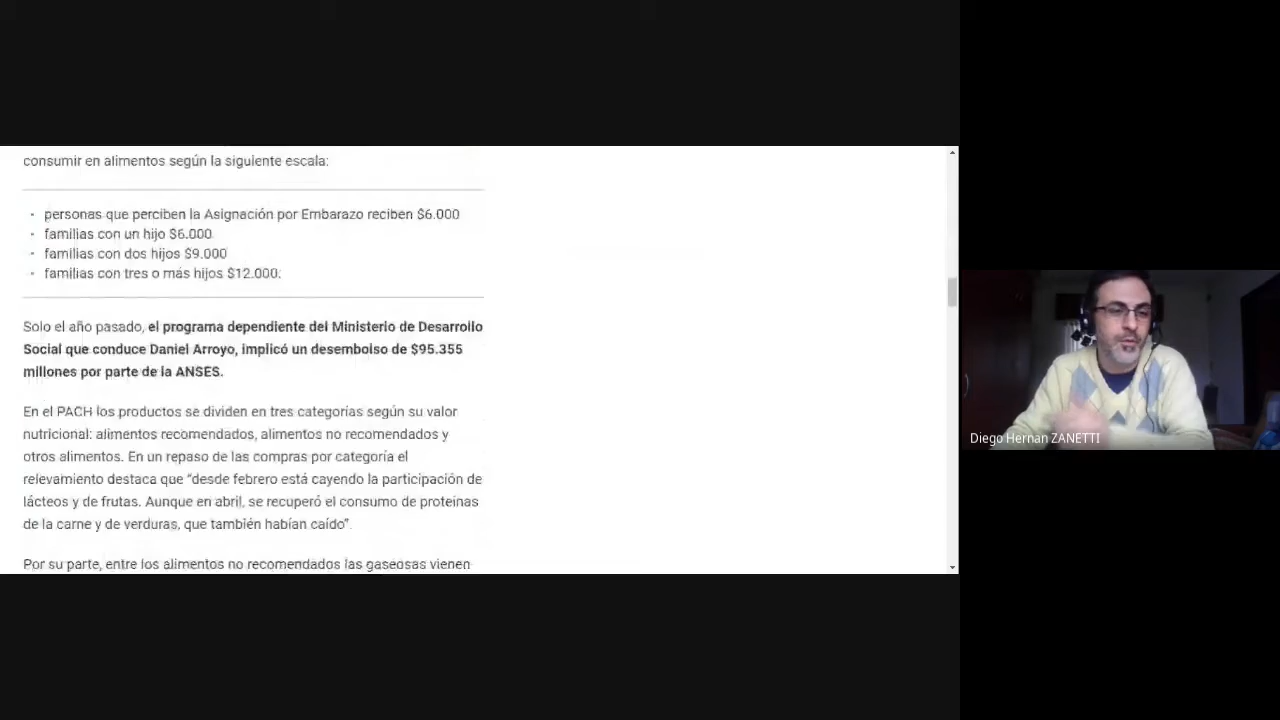 consumir en alimentos según la siguiente escala:
personas que perciben la Asignación por Embarazo reciben $6.000
familias con un hijo $6.000
familias con dos hijos $9.000
familias con tres o más hijos $12.000.
Solo el año pasado, el programa dependiente del Ministerio de Desarrollo
Social que conduce Daniel Arroyo, implicó un desembolso de $95.355
millones por parte de la ANSES.
En el PACH los productos se dividen en tres categorías según su valor
nutricional: alimentos recomendados, alimentos no recomendados y
otros alimentos. En un repaso de las compras por categoría el
relevamiento destaca que “desde febrero está cayendo la participación de
lácteos y de frutas. Aunque en abril, se recuperó el consumo de proteínas
de la carne y de verduras, que también habían caído”.
Por su parte, entre los alimentos no recomendados las gaseosas vienen
Diego Hernan ZANETTI